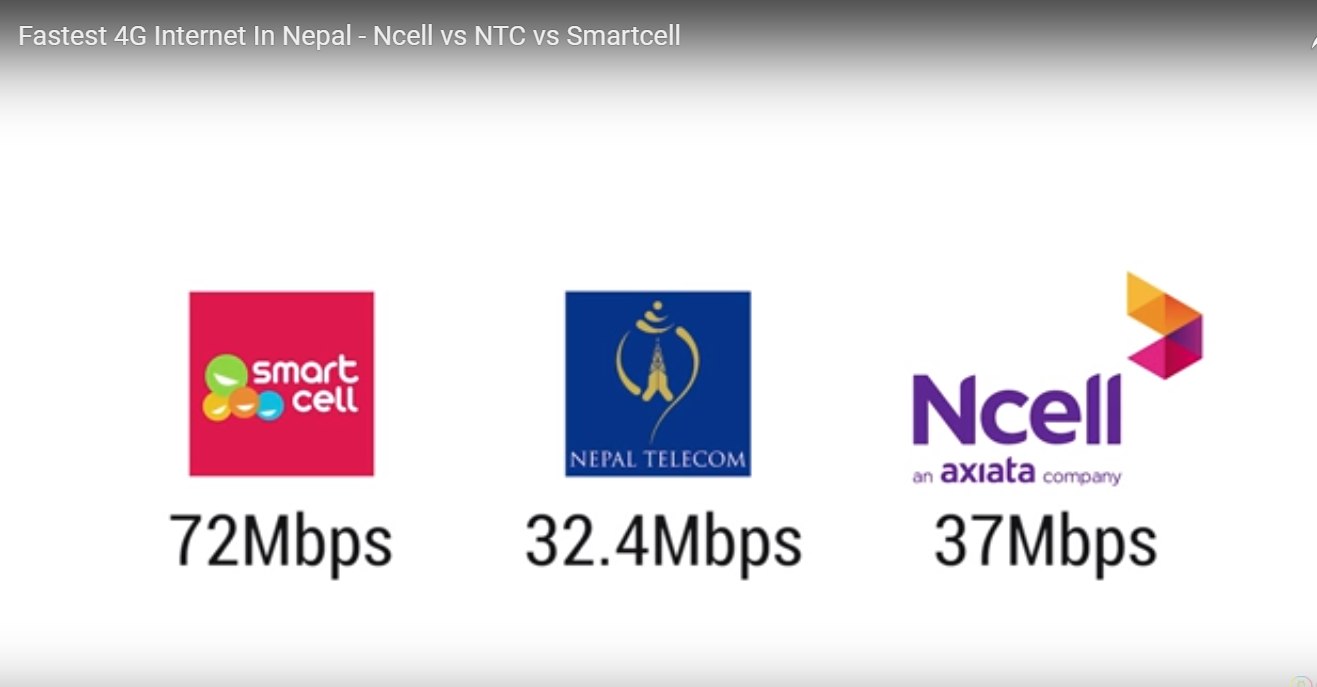 Fastest 4G Internet In Nepal - Ncell vs NTC vs Smartcell
smart
cell
NEPAL TELECOM
Ncell
an axiata company
72Mbps
32.4Mbps
37Mbps